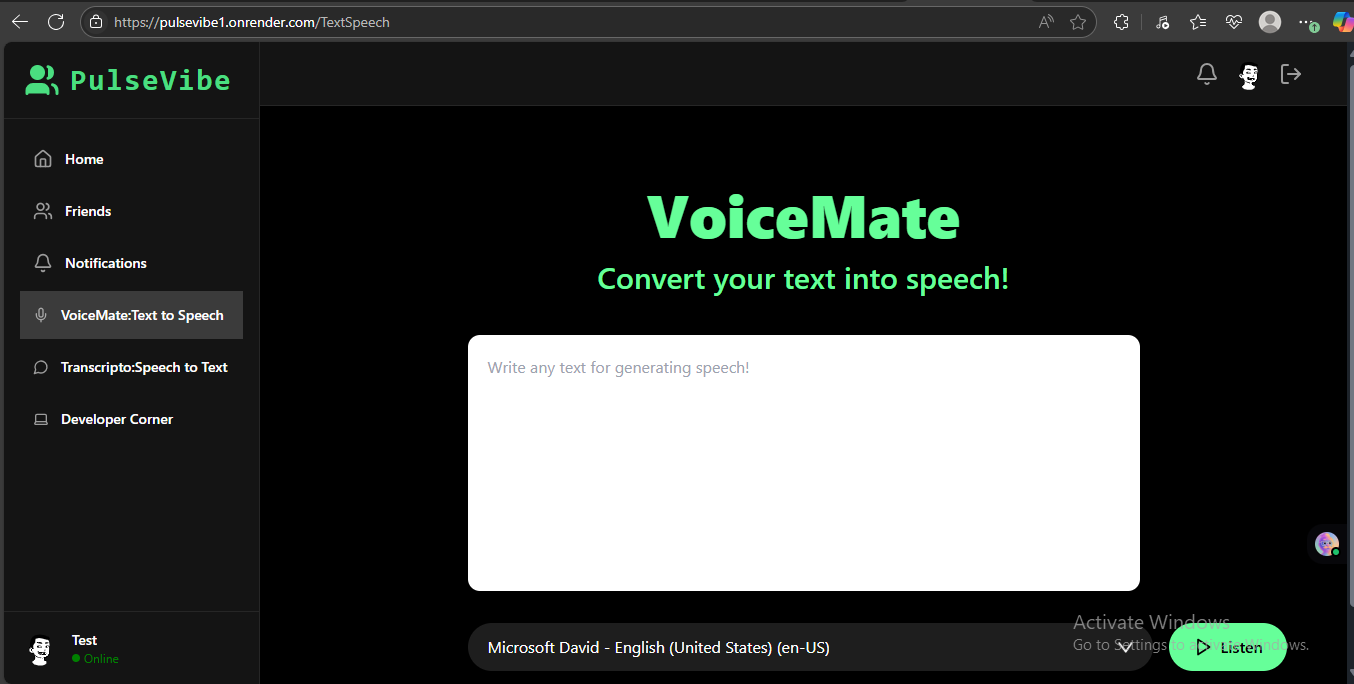 https://pulsevibe1.onrender.com/TextSpeech
PulseVibe
Home
Friends
Notifications
VoiceMate:Text to Speech
Transcripto:Speech to Text
Developer Corner
Test
Online
VoiceMate
Convert your text into speech!
Write any text for generating speech!
Microsoft David - English (United States) (en-US)
Listen
Activate Windows
Go to Settings to activate Windows.